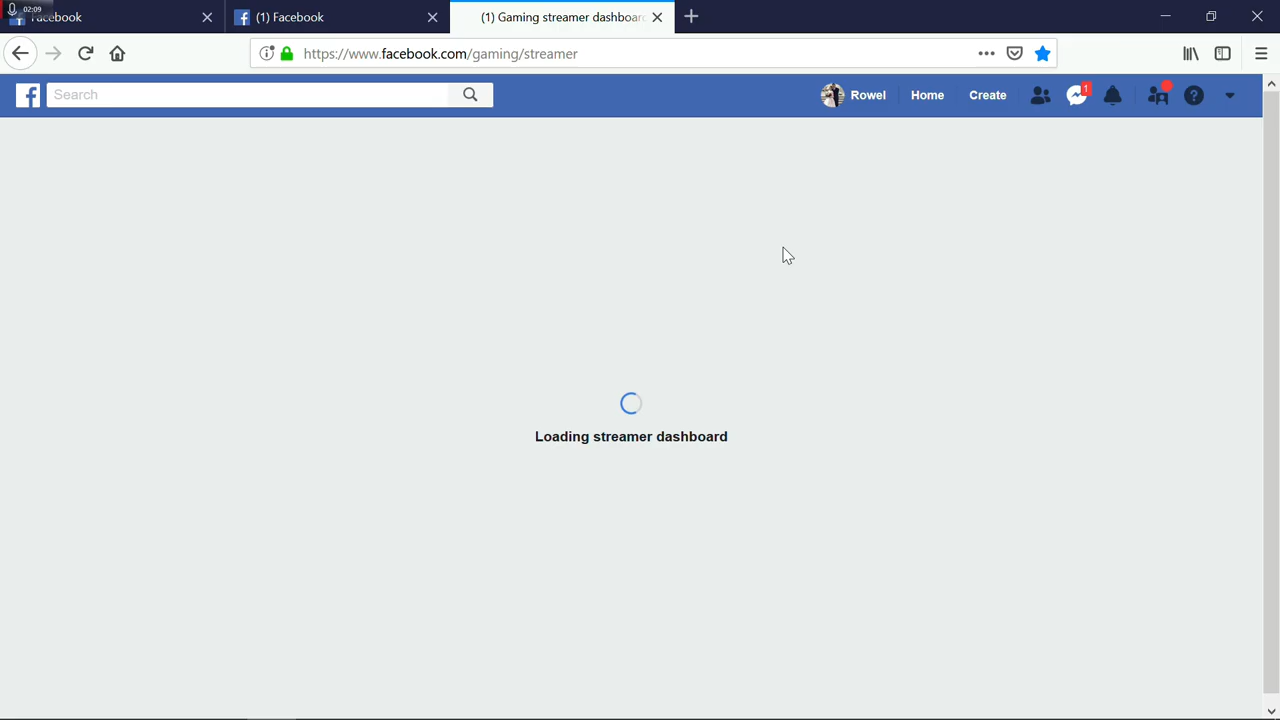 02:09
Facebook
(1) Facebook
(1) Gaming streamer dashboar
https://www.facebook.com/gaming/streamer
Search
Rowel
Home
Create
1
Loading streamer dashboard